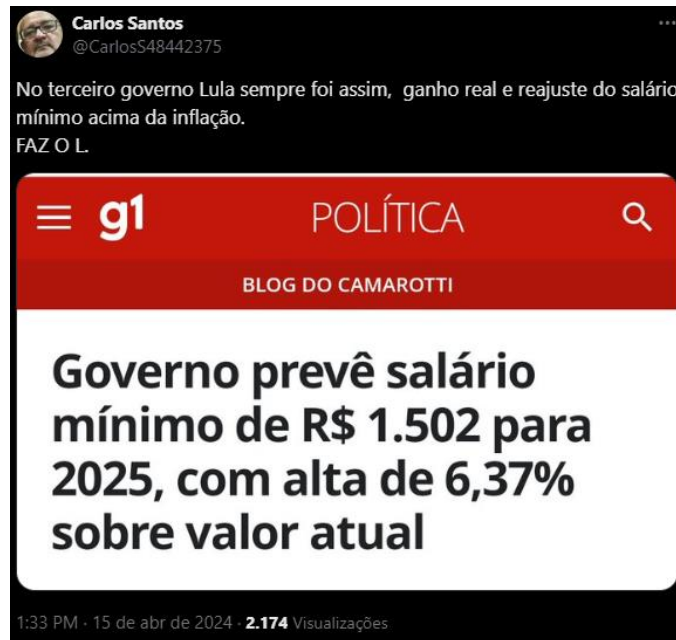 Carlos Santos
@CarlosS48442375
No terceiro governo Lula sempre foi assim, ganho real e reajuste do salário
mínimo acima da inflação.
FAZ O L.
g1
POLÍTICA
BLOG DO CAMAROTTI
Governo prevê salário
mínimo de R$ 1.502 para
2025, com alta de 6,37%
sobre valor atual
1:33 PM · 15 de abr de 2024 · 2.174 Visualizações